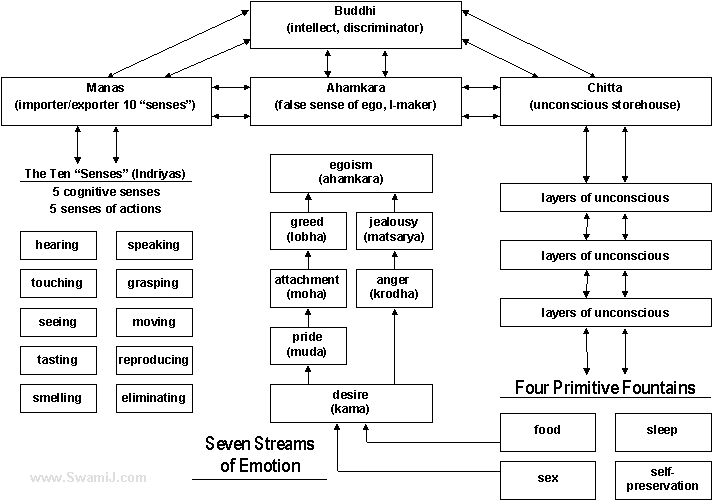 Buddhi
(intellect, discriminator)
Manas
(importer/exporter 10 “senses”)
Ahamkara
(false sense of ego, I-maker)
Chitta
(unconscious storehouse)
The Ten “Senses” (Indriyas)
5 cognitive senses
5 senses of actions
hearing
speaking
touching
grasping
seeing
moving
tasting
reproducing
smelling
eliminating
egoism
(ahamkara)
greed
(lobha)
jealousy
(matsarya)
attachment
(moha)
anger
(krodha)
pride
(muda)
desire
(kama)
Seven Streams
of Emotion
layers of unconscious
layers of unconscious
layers of unconscious
Four Primitive Fountains
food
sleep
sex
self-
preservation
www.SwamiJ.com